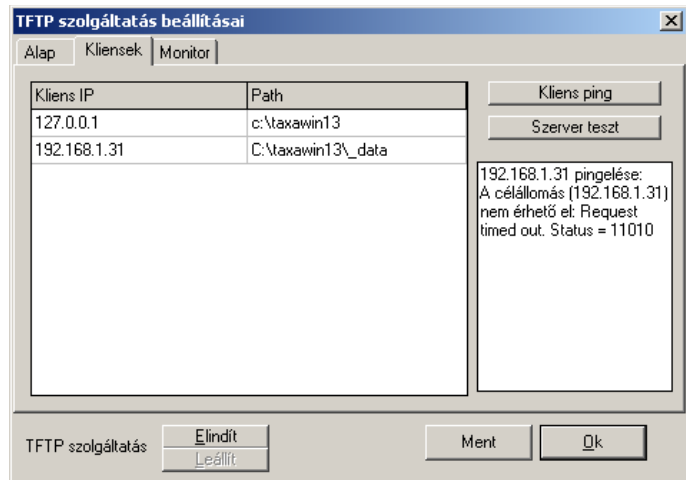 TFTP szolgáltatás beállításai
Alap Kliensek Monitor
Kliens IP Path
127.0.0.1 c:\taxawin13
192.168.1.31 C:\taxawin13\_data
Kliens ping
Szerver teszt
192.168.1.31 pingelése:
A célállomás (192.168.1.31)
nem érhető el: Request
timed out. Status = 11010
TFTP szolgáltatás
Elindít
Leállít
Ment
Ok